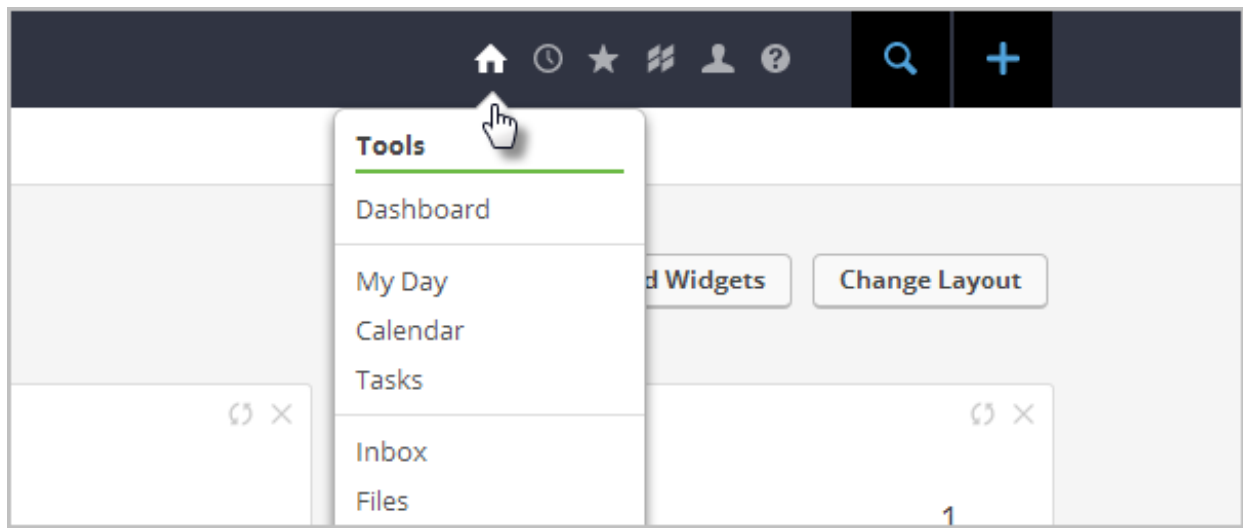 Tools
Dashboard
My Day
d Widgets
Change Layout
Calendar
Tasks
Inbox
Files
1